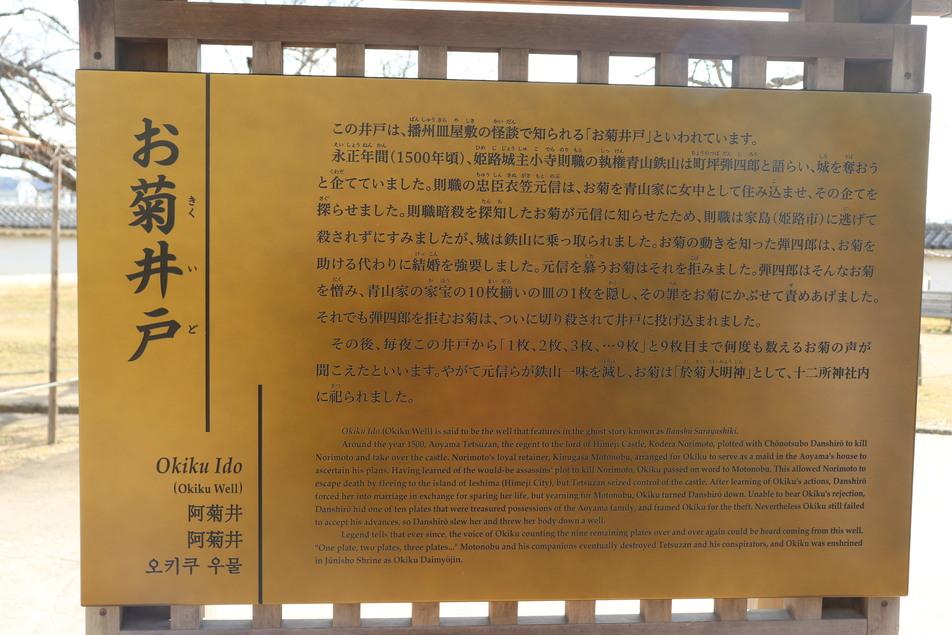 お菊井戸
きくいど
Okiku Ido
(Okiku Well)
阿菊井
阿菊井
오키쿠 우물
この井戸は、播州皿屋敷の怪談で知られる「お菊井戸」といわれています。
永正年間(1500年頃)、姫路城主小寺則職の執権青山鉄山は町坪弾四郎と語らい、城を奪おう
と企てていました。則職の忠臣衣笠元信は、お菊を青山家に女中として住み込ませ、その企てを
探らせました。則職暗殺を探知したお菊が元信に知らせたため、則職は家島(姫路市)に逃げて
殺されずにすみましたが、城は鉄山に乗っ取られました。お菊の動きを知った弾四郎は、お菊を
助ける代わりに結婚を強要しました。元信を慕うお菊はそれを拒みました。弾四郎はそんなお菊
を憎み、青山家の家宝の10枚揃いの皿の1枚を隠し、その罪をお菊にかぶせて責めあげました。
それでも弾四郎を拒むお菊は、ついに切り殺されて井戸に投げ込まれました。
その後、毎夜この井戸から「1枚、2枚、3枚、…9枚」と9枚目まで何度も数えるお菊の声が
聞こえたといいます。やがて元信らが鉄山一味を滅し、お菊は「於菊大明神」として、十二所神社内
に祀られました。
Okiku Ido (Okiku Well) is said to be the well that features in the ghost story known as Banshū Sarayashiki.
Around the year 1500, Aoyama Tetsuzan, the regent to the lord of Himeji Castle, Kodera Norimoto, plotted with Chōnotsubo Danshirō to kill
Norimoto and take over the castle. Norimoto's loyal retainer, Kinugasa Motonobu, arranged for Okiku to serve as a maid in the Aoyama's house to
ascertain his plans. Having learned of the would-be assassins' plot to kill Norimoto, Okiku passed on word to Motonobu. This allowed Norimoto to
escape death by fleeing to the island of Ieshima (Himeji City), but Tetsuzan seized control of the castle. After learning of Okiku's actions, Danshirō
forced her into marriage in exchange for sparing her life, but yearning for Motonobu, Okiku turned Danshirō down. Unable to bear Okiku's rejection,
Danshirō hid one of ten plates that were treasured possessions of the Aoyama family, and framed Okiku for the theft. Nevertheless Okiku still failed
to accept his advances, so Danshirō slew her and threw her body down a well.
Legend tells that ever since, the voice of Okiku counting the nine remaining plates over and over again could be heard coming from this well.
"One plate, two plates, three plates..." Motonobu and his companions eventually destroyed Tetsuzan and his conspirators, and Okiku was enshrined
in Jūnisho Shrine as Okiku Daimyōjin.